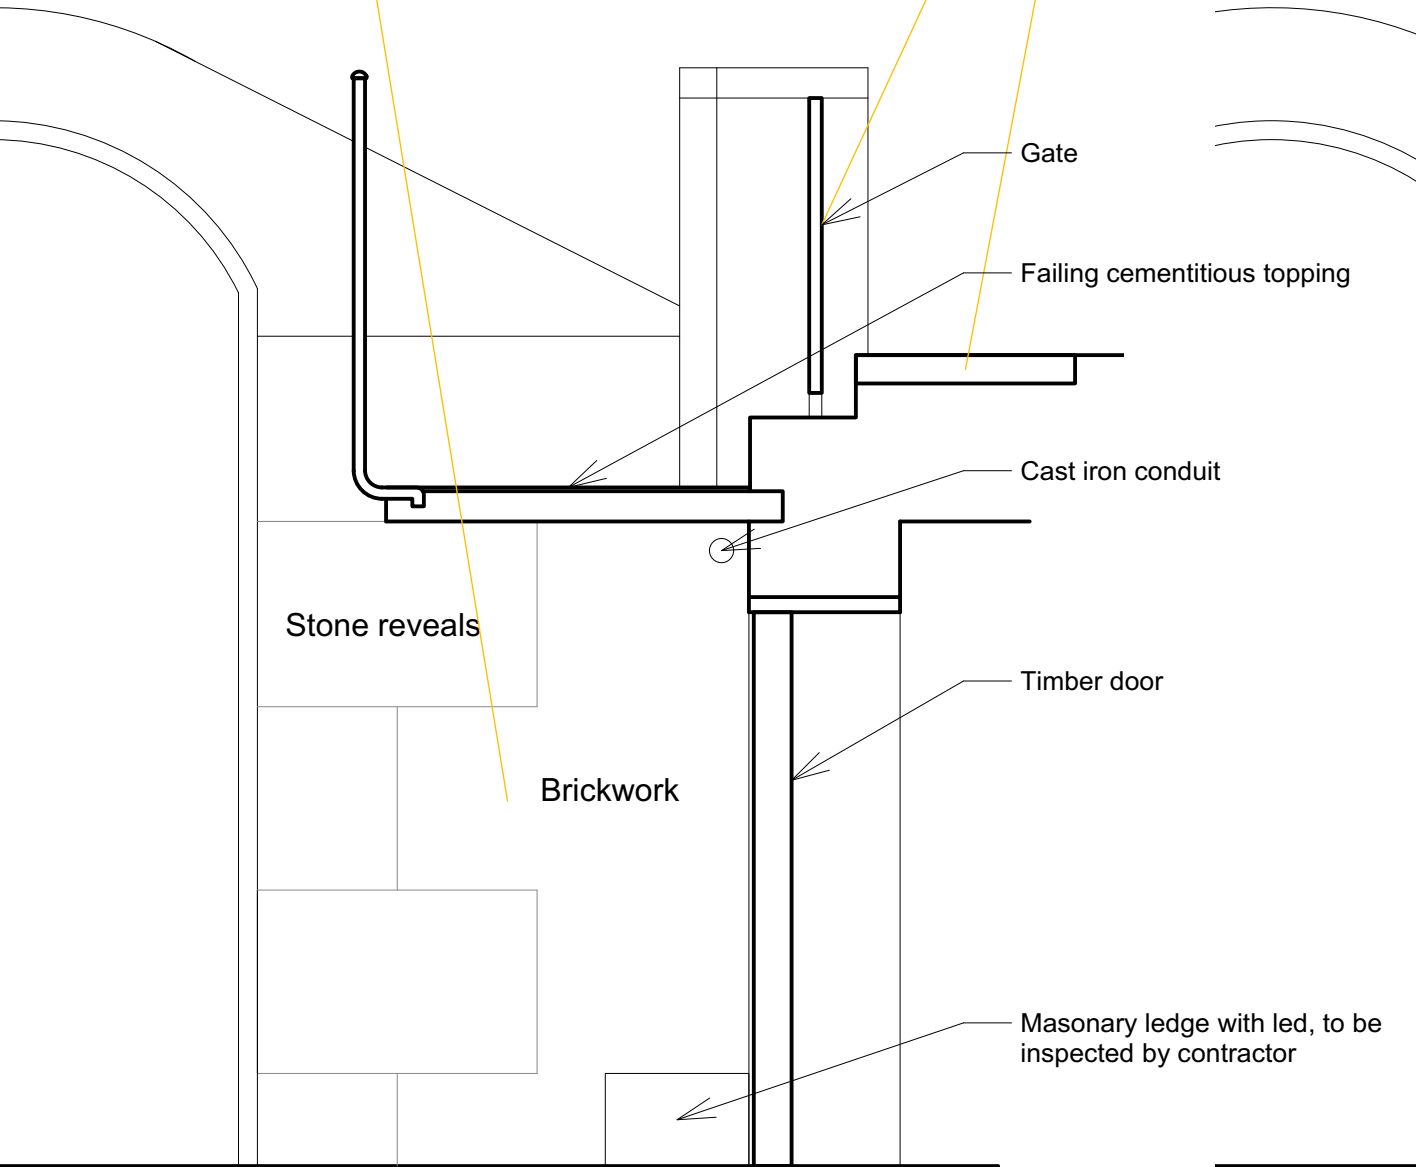 Gate
Failing cementitious topping
Cast iron conduit
Stone reveals
Timber door
Brickwork
Masonary ledge with led, to be
inspected by contractor